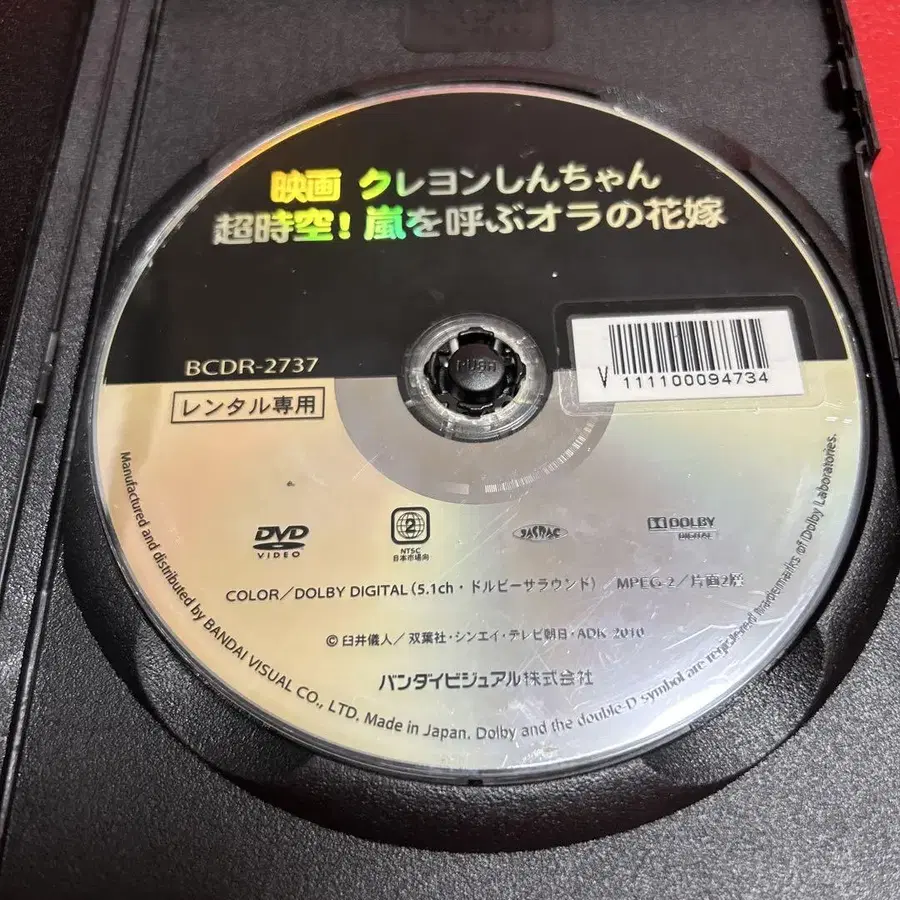 映画 クレヨンしんちゃん
超時空！嵐を呼ぶオラの花嫁
BCDR-2737
レンタル専用
PUSH
V 111100094734
DVD
VIDEO
2
NTSC
日本市場向
JASRAC
DOLBY
DIGITAL
COLOR／DOLBY DIGITAL（5.1ch・ドルビーサラウンド） MPEG-2／片面2層
© 臼井儀人／双葉社・シンエイ・テレビ朝日・ADK 2010
バンダイビジュアル株式会社
Manufactured and distributed by BANDAI VISUAL CO., LTD. Made in Japan. Dolby and the double-D symbol are registered trademarks of Dolby Laboratories.